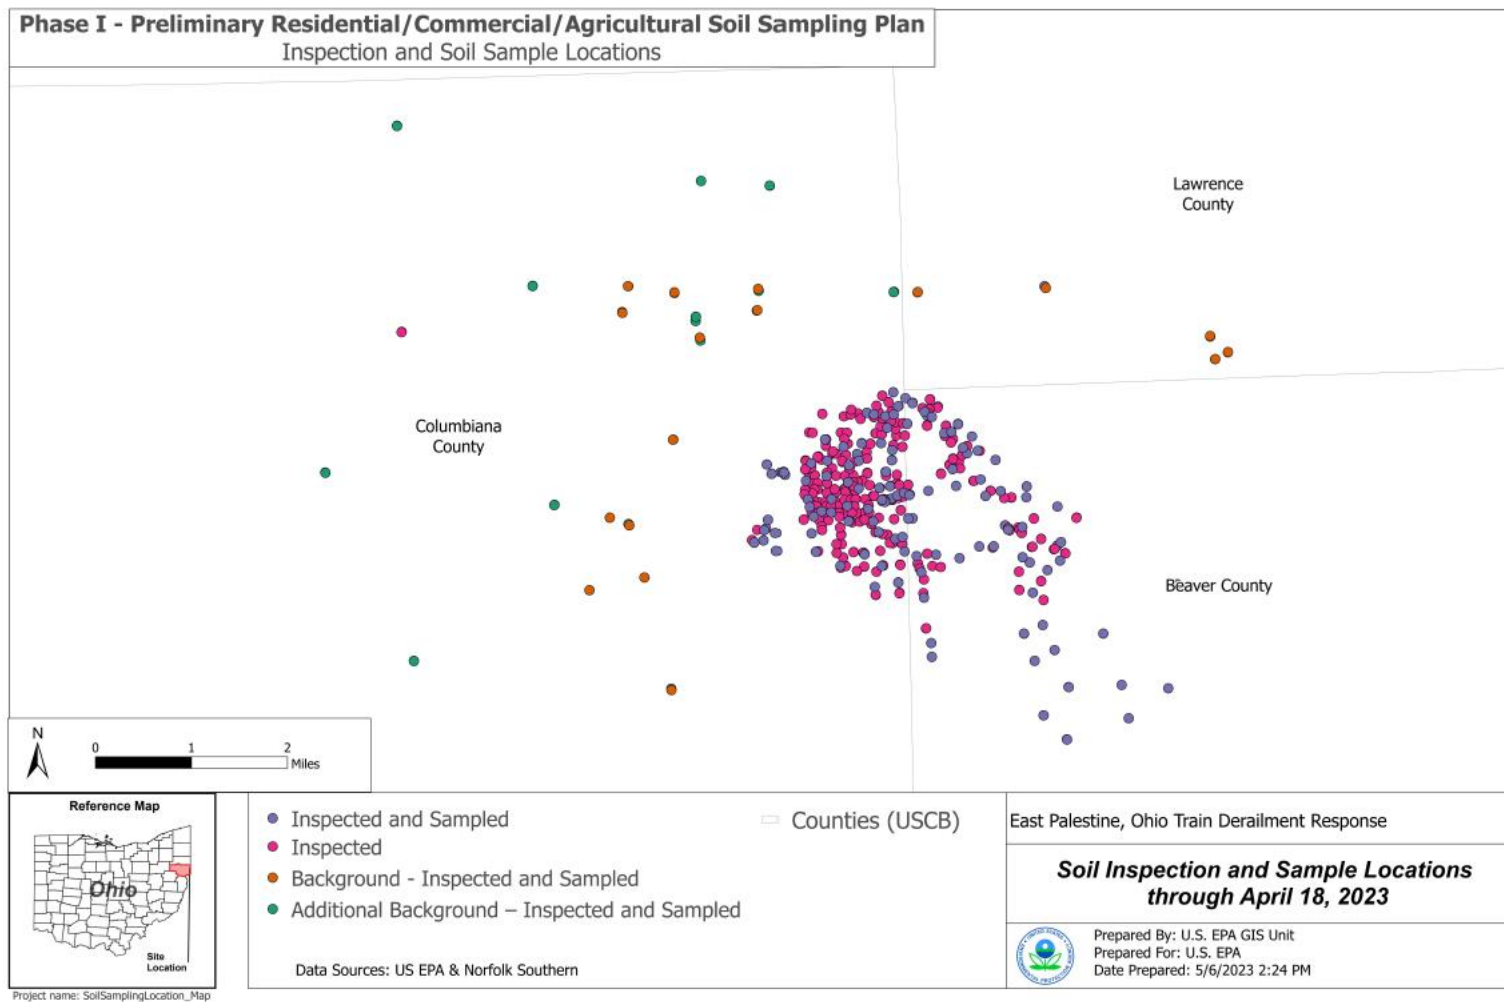 Phase I - Preliminary Residential/Commercial/Agricultural Soil Sampling Plan
Inspection and Soil Sample Locations
Lawrence
County
Columbiana
County
Beaver County
N
0 1 2
Miles
Reference Map
Ohio
Site
Location
Inspected and Sampled
Inspected
Background - Inspected and Sampled
Additional Background – Inspected and Sampled
Counties (USCB)
Data Sources: US EPA & Norfolk Southern
East Palestine, Ohio Train Derailment Response
Soil Inspection and Sample Locations
through April 18, 2023
Prepared By: U.S. EPA GIS Unit
Prepared For: U.S. EPA
Date Prepared: 5/6/2023 2:24 PM
Project name: SoilSamplingLocation_Map